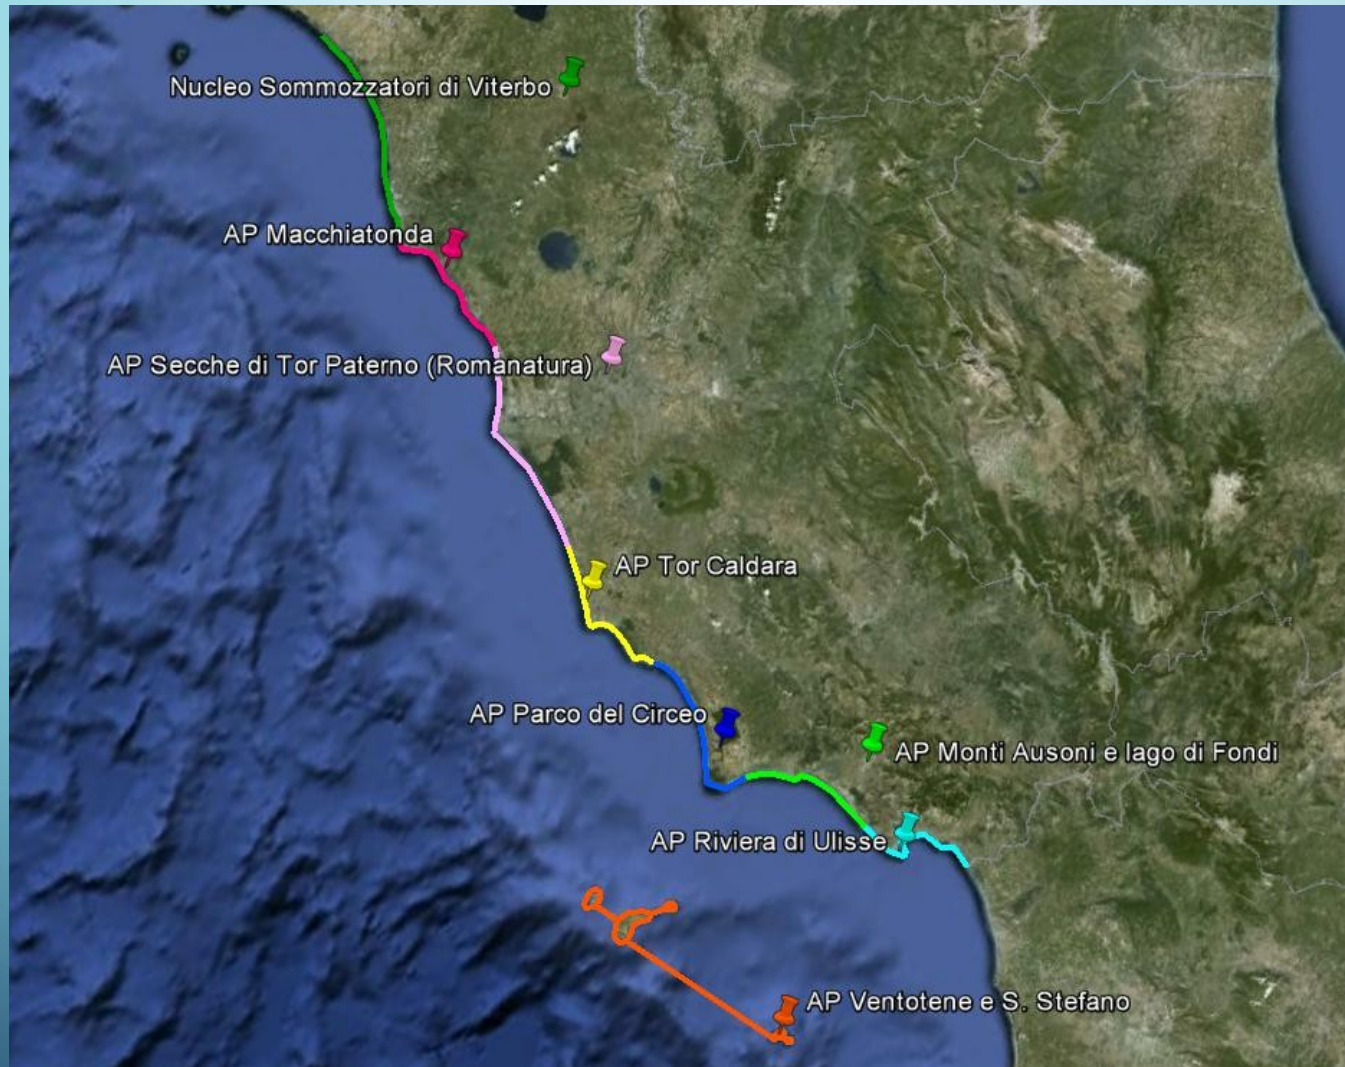 Nucleo Sommozzatori di Viterbo
AP Macchiatonda
AP Secche di Tor Paterno (Romanatura)
AP Tor Caldara
AP Parco del Circeo
AP Monti Ausoni e lago di Fondi
AP Riviera di Ulisse
AP Ventotene e S. Stefano